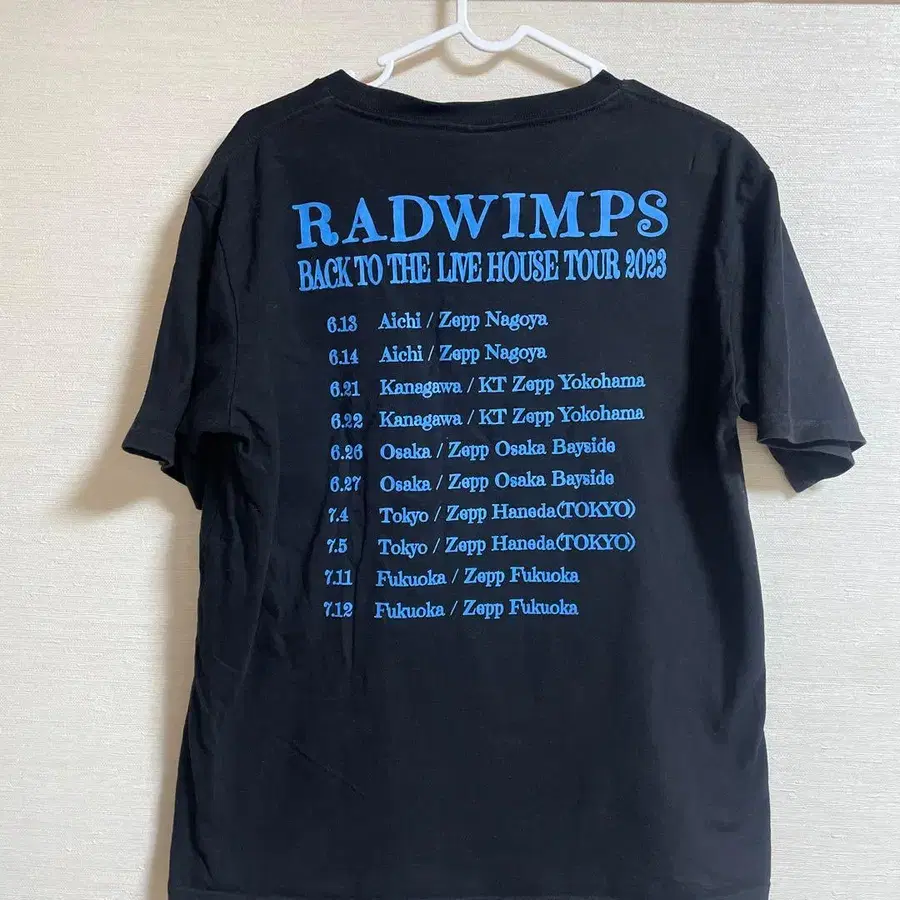 RADWIMPS
BACK TO THE LIVE HOUSE TOUR 2023
6.13 Aichi / Zepp Nagoya
6.14 Aichi / Zepp Nagoya
6.21 Kanagawa / KT Zepp Yokohama
6.22 Kanagawa / KT Zepp Yokohama
6.26 Osaka / Zepp Osaka Bayside
6.27 Osaka / Zepp Osaka Bayside
7.4 Tokyo / Zepp Haneda(TOKYO)
7.5 Tokyo / Zepp Haneda(TOKYO)
7.11 Fukuoka / Zepp Fukuoka
7.12 Fukuoka / Zepp Fukuoka